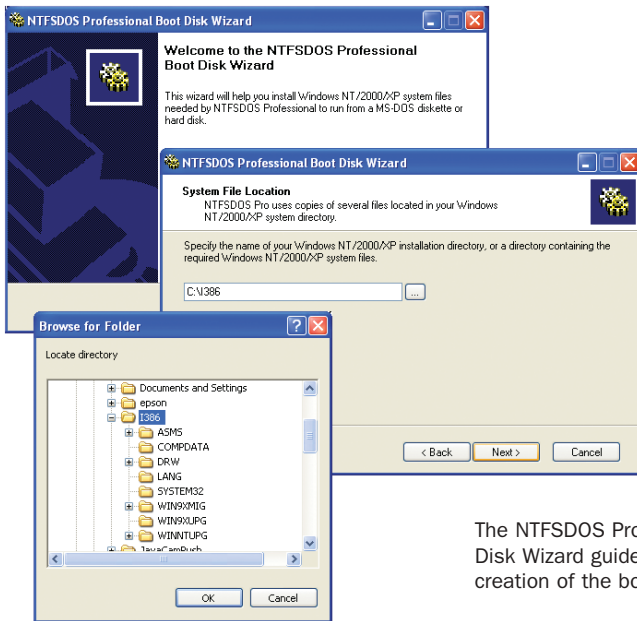 NTFSDOS Professional Boot Disk Wizard
Welcome to the NTFSDOS Professional
Boot Disk Wizard
This wizard will help you install Windows NT/2000/XP system files
needed by NTFSDOS Professional to run from a MS-DOS diskette or
hard disk.
NTFSDOS Professional Boot Disk Wizard
System File Location
NTFSDOS Pro uses copies of several files located in your Windows
NT/2000/XP system directory.
Specify the name of your Windows NT/2000/XP installation directory, or a directory containing the
required Windows NT/2000/XP system files.
C:\I386
...
< Back
Next >
Cancel
Browse for Folder
Locate directory
Documents and Settings
epson
I386
ASMS
COMPDATA
DRW
LANG
SYSTEM32
WIN9XMIG
WIN9XUPG
WINNTUPG
JavaCamPush
OK
Cancel
The NTFSDOS Pro
Disk Wizard guide
creation of the bo